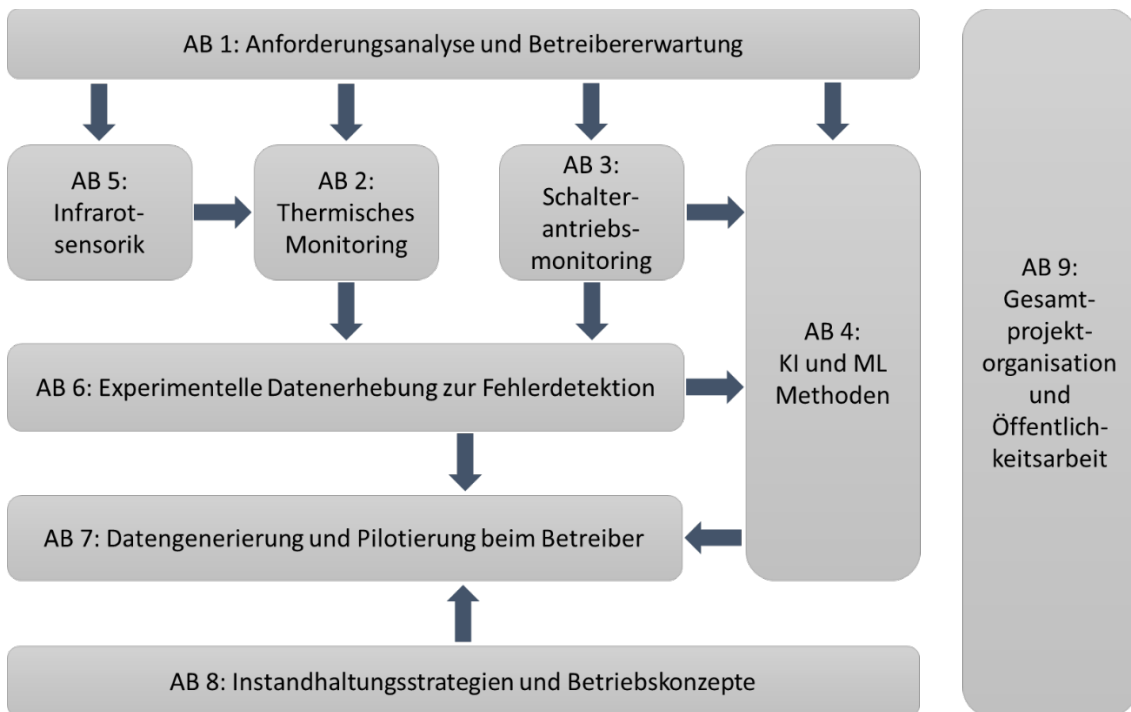 AB 1: Anforderungsanalyse und Betreibererwartung
AB 5:
Infrarot-
sensorik
AB 2:
Thermisches
Monitoring
AB 3:
Schalter-
antriebs-
monitoring
AB 4:
KI und ML
Methoden
AB 6: Experimentelle Datenerhebung zur Fehlerdetektion
AB 7: Datengenerierung und Pilotierung beim Betreiber
AB 8: Instandhaltungsstrategien und Betriebskonzepte
AB 9:
Gesamt-
projekt-
organisation
und
Öffentlich-
keitsarbeit